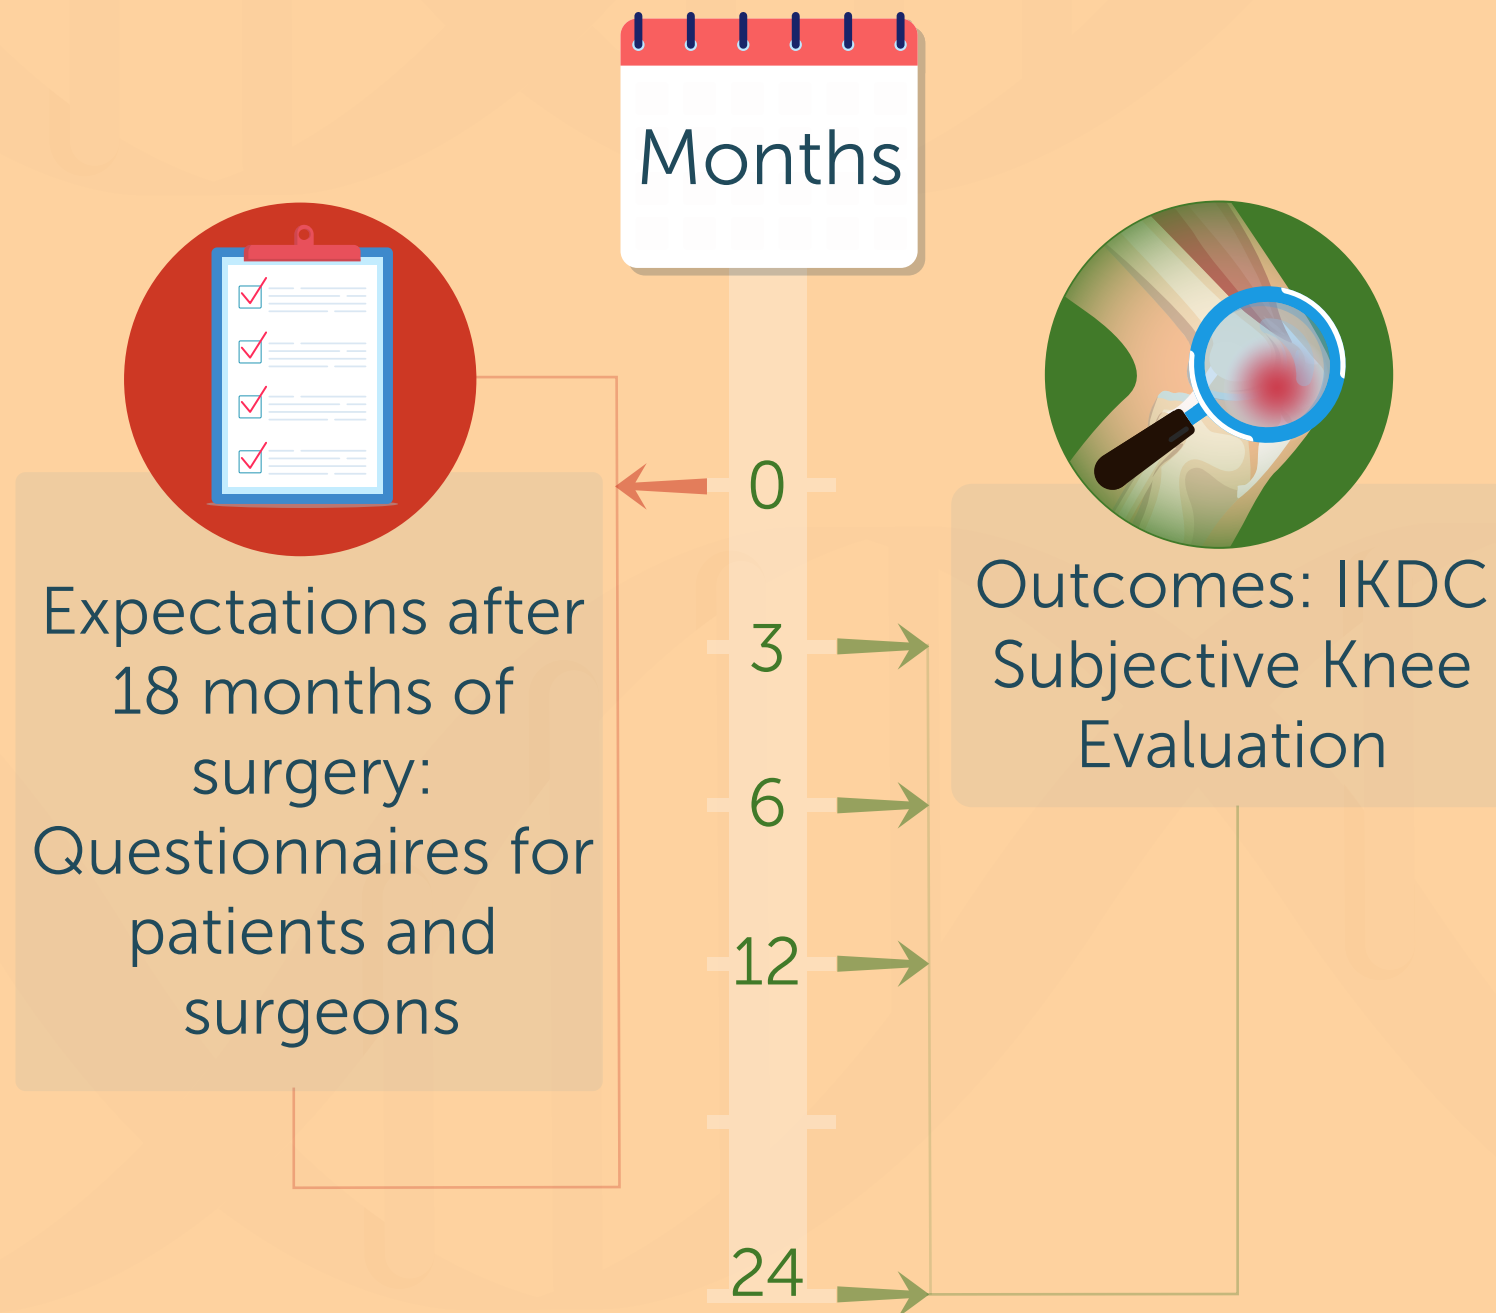 Months
Expectations after
18 months of
surgery:
Questionnaires for
patients and
surgeons
0
3
6
12
24
Outcomes: IKDC
Subjective Knee
Evaluation